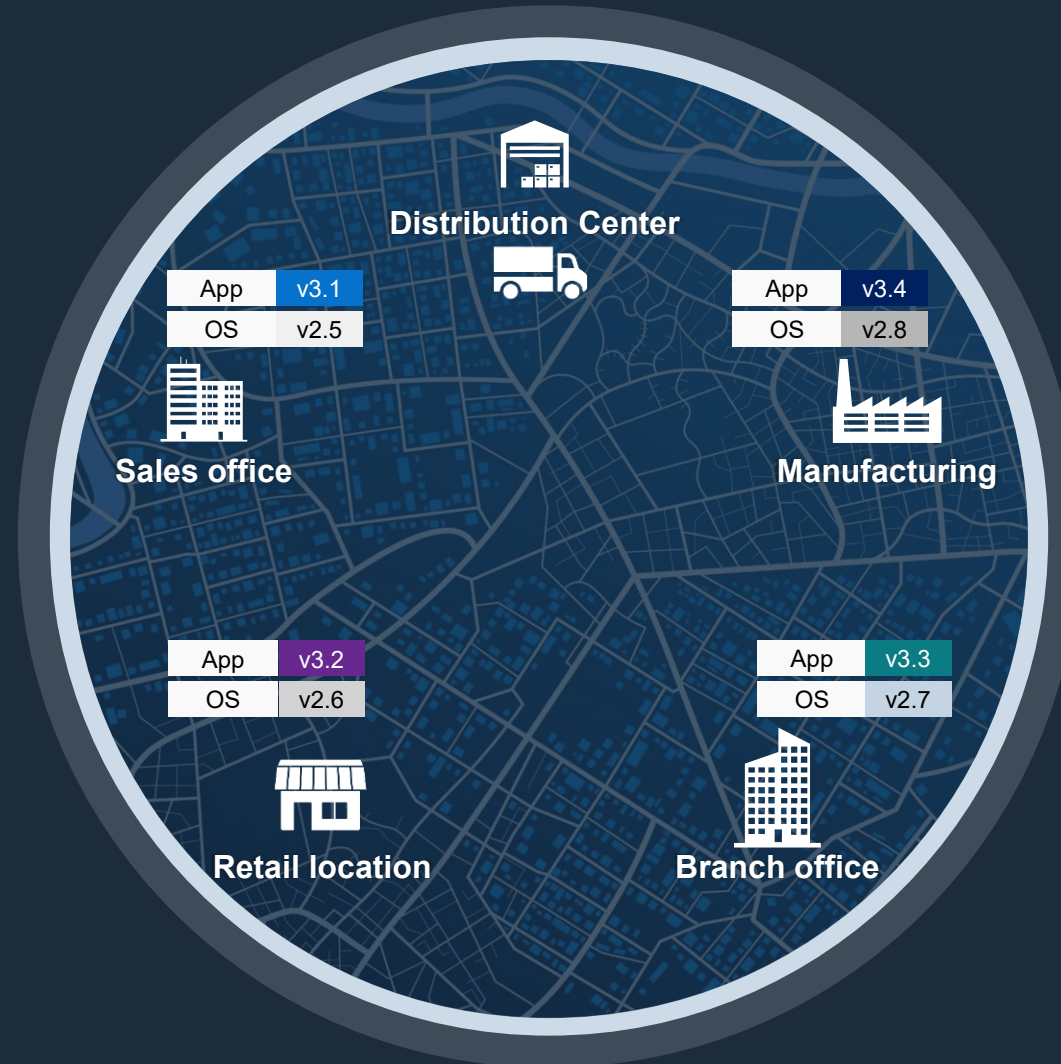 Distribution Center
App v3.1
OS v2.5
Sales office
App v3.4
OS v2.8
Manufacturing
App v3.2
OS v2.6
Retail location
App v3.3
OS v2.7
Branch office